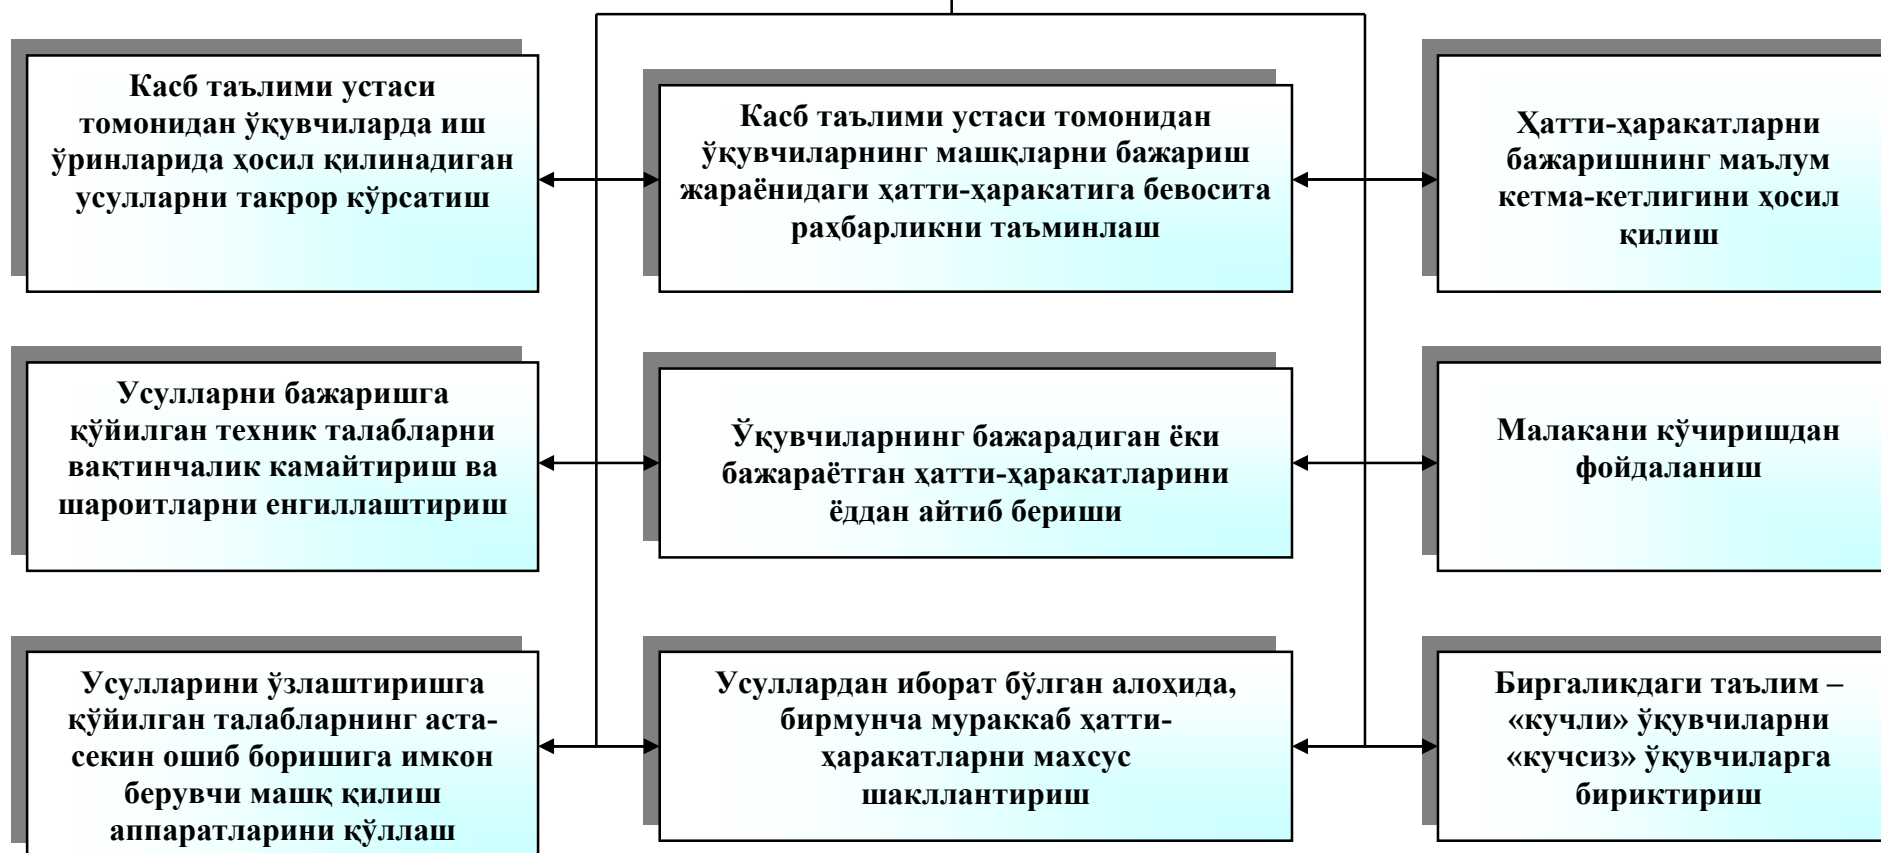 Касб таълими устаси
томонидан ўқувчиларда иш
ўринларида ҳосил қилинадиган
усулларни такрор кўрсатиш
Касб таълими устаси томонидан
ўқувчиларнинг машқларни бажариш
жараёнидаги ҳатти-ҳаракатига бевосита
раҳбарликни таъминлаш
Ҳатти-ҳаракатларни
бажаришнинг маълум
кетма-кетлигини ҳосил
қилиш
Усулларни бажаришга
қўйилган техник талабларни
вақтинчалик камайтириш ва
шароитларни енгиллаштириш
Ўқувчиларнинг бажарадиган ёки
бажараётган ҳатти-ҳаракатларини
ёддан айтиб бериши
Малакани кўчиришдан
фойдаланиш
Усулларини ўзлаштиришга
қўйилган талабларнинг аста-
секин ошиб боришига имкон
берувчи машқ қилиш
аппаратларини қўллаш
Усуллардан иборат бўлган алоҳида,
бирмунча мураккаб ҳатти-
ҳаракатларни махсус
шакллантириш
Биргаликдаги таълим –
«кучли» ўқувчиларни
«кучсиз» ўқувчиларга
бириктириш